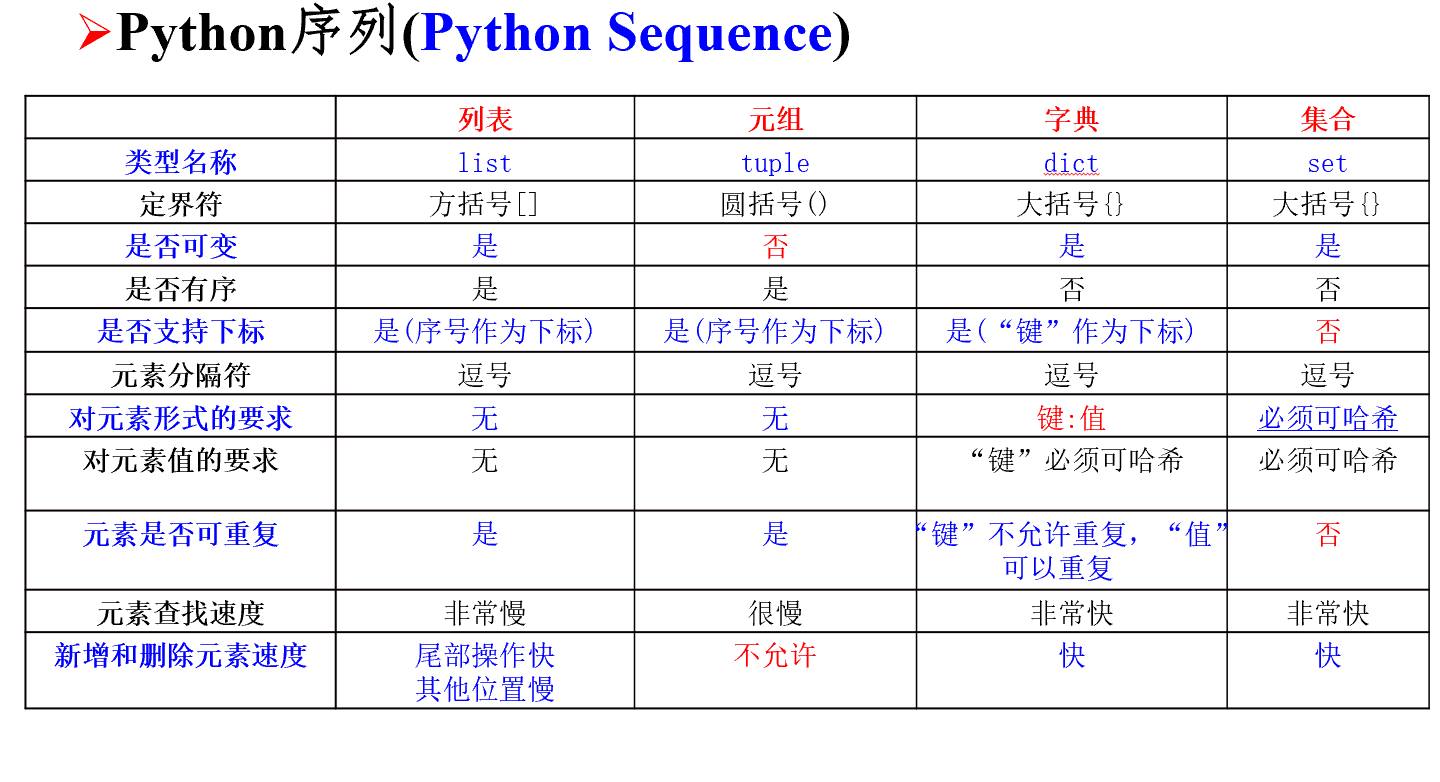 ➢Python序列(Python Sequence)
列表 元组 字典 集合
类型名称 list tuple dict set
定界符 方括号[] 圆括号() 大括号{} 大括号{}
是否可变 是 否 是 是
是否有序 是 是 否 否
是否支持下标 是(序号作为下标) 是(序号作为下标) 是(“键”作为下标) 否
元素分隔符 逗号 逗号 逗号 逗号
对元素形式的要求 无 无 键:值 必须可哈希
对元素值的要求 无 无 “键”必须可哈希 必须可哈希
元素是否可重复 是 是 “键”不允许重复，“值” 否
可以重复
元素查找速度 非常慢 很慢 非常快 非常快
新增和删除元素速度 尾部操作快 不允许 快 快
其他位置慢